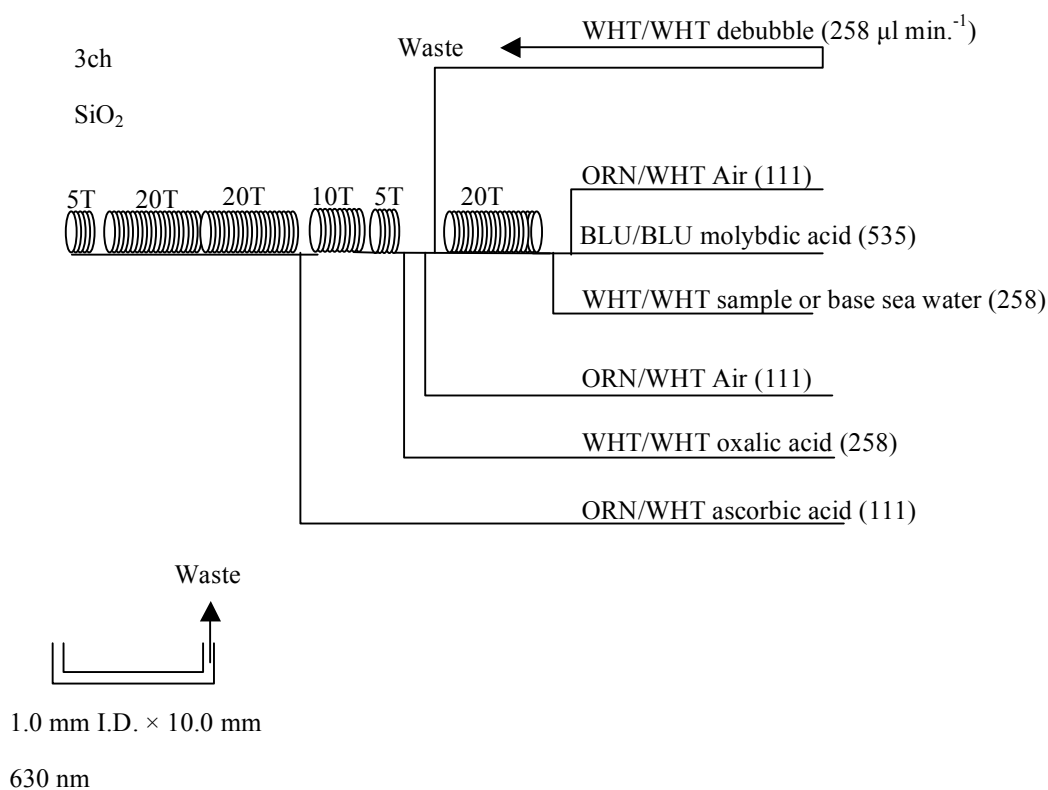 WHT/WHT debubble (258 µl min.⁻¹)
Waste
3ch
SiO₂
ORN/WHT Air (111)
5T 20T 20T 10T 5T 20T
BLU/BLU molybdic acid (535)
WHT/WHT sample or base sea water (258)
ORN/WHT Air (111)
WHT/WHT oxalic acid (258)
ORN/WHT ascorbic acid (111)
Waste
1.0 mm I.D. × 10.0 mm
630 nm